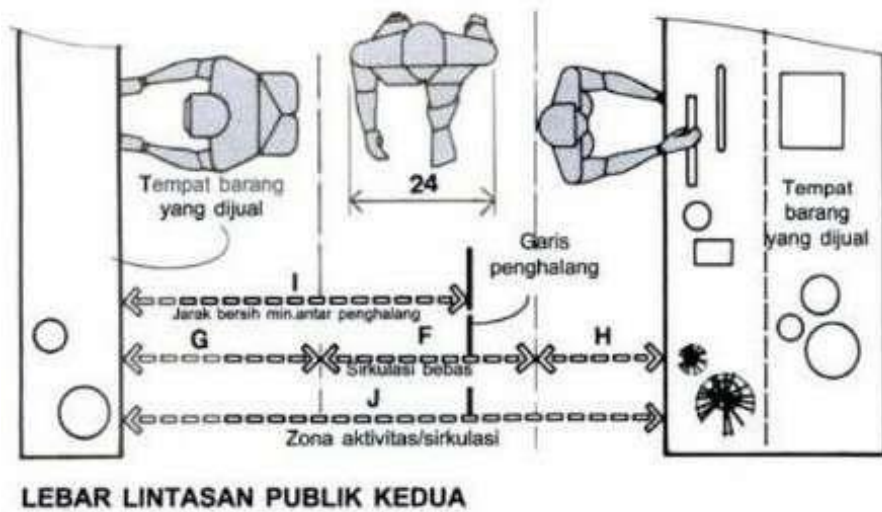 24
Tempat barang
yang dijual
Tempat
barang
yang dijual
Garis
penghalang
I
Jarak bersih min.antar penghalang
G
F
H
Sirkulasi bebas
J
Zona aktivitas/sirkulasi
LEBAR LINTASAN PUBLIK KEDUA